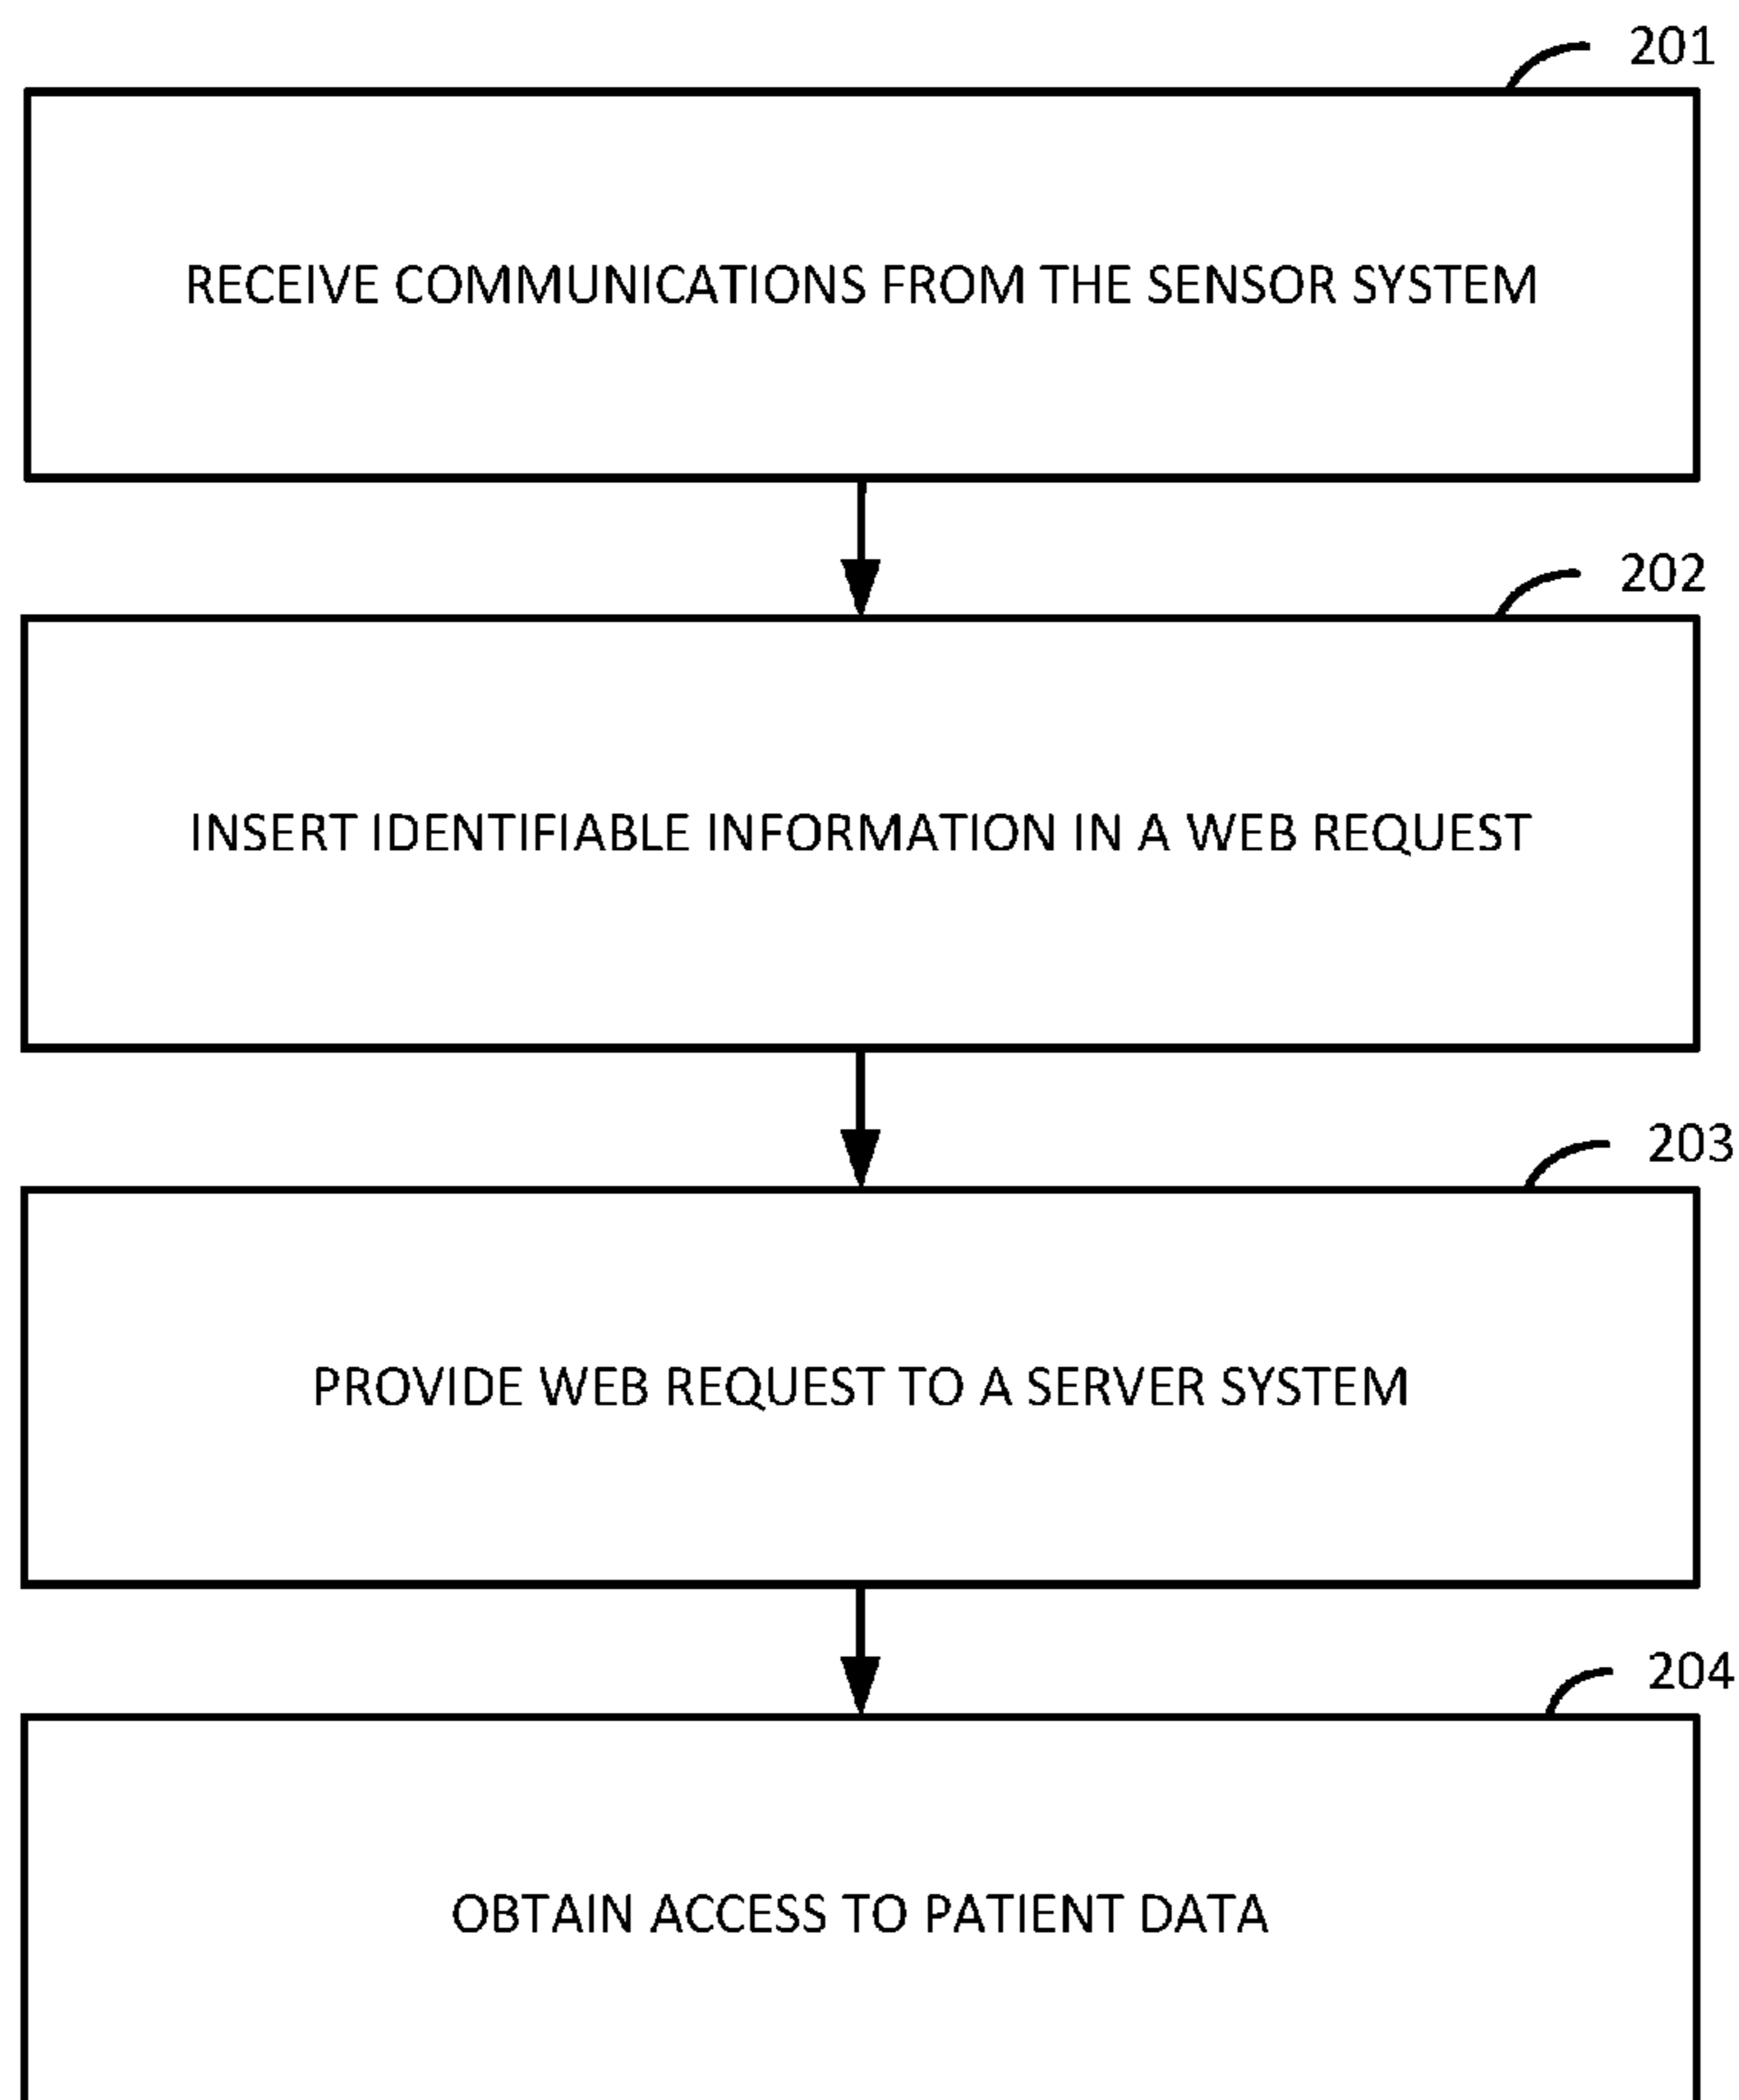 201
RECEIVE COMMUNICATIONS FROM THE SENSOR SYSTEM
202
INSERT IDENTIFIABLE INFORMATION IN A WEB REQUEST
203
PROVIDE WEB REQUEST TO A SERVER SYSTEM
204
OBTAIN ACCESS TO PATIENT DATA